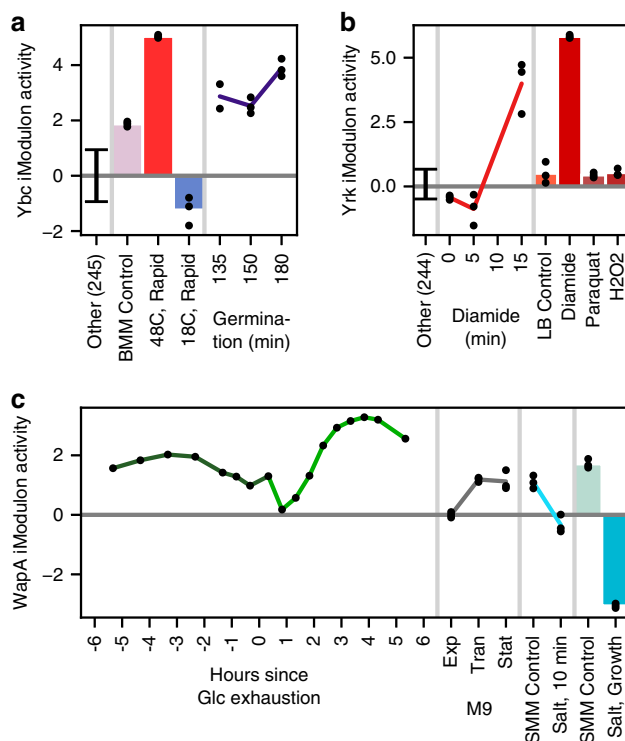 a
Ybc iModulon activity
4
2
0
−2
Other (245)
BMM Control
48C, Rapid
18C, Rapid
135
150
180
Germina-
tion (min)
b
Yrk iModulon activity
5.0
2.5
0.0
Other (244)
0
5
10
15
Diamide
(min)
LB Control
Diamide
Paraquat
H2O2
c
WapA iModulon activity
2
0
−2
-6
-5
-4
-3
-2
-1
0
1
2
3
4
5
6
Hours since
Glc exhaustion
Exp
Tran
Stat
M9
SMM Control
Salt, 10 min
SMM Control
Salt, Growth